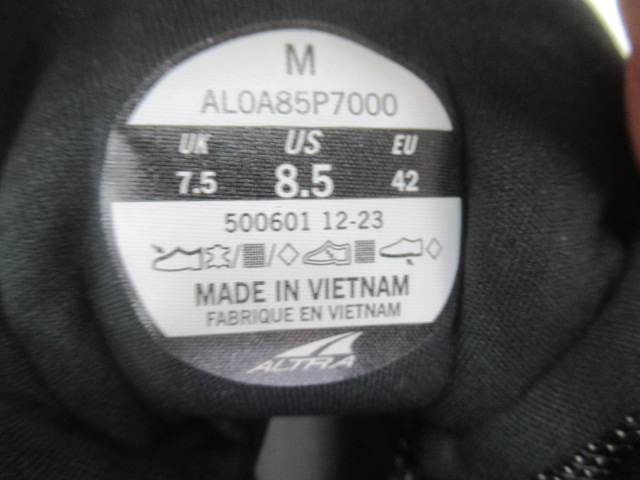 M
AL0A85P7000
UK US EU
7.5 8.5 42
500601 12-23
MADE IN VIETNAM
FABRIQUE EN VIETNAM
ALTRA